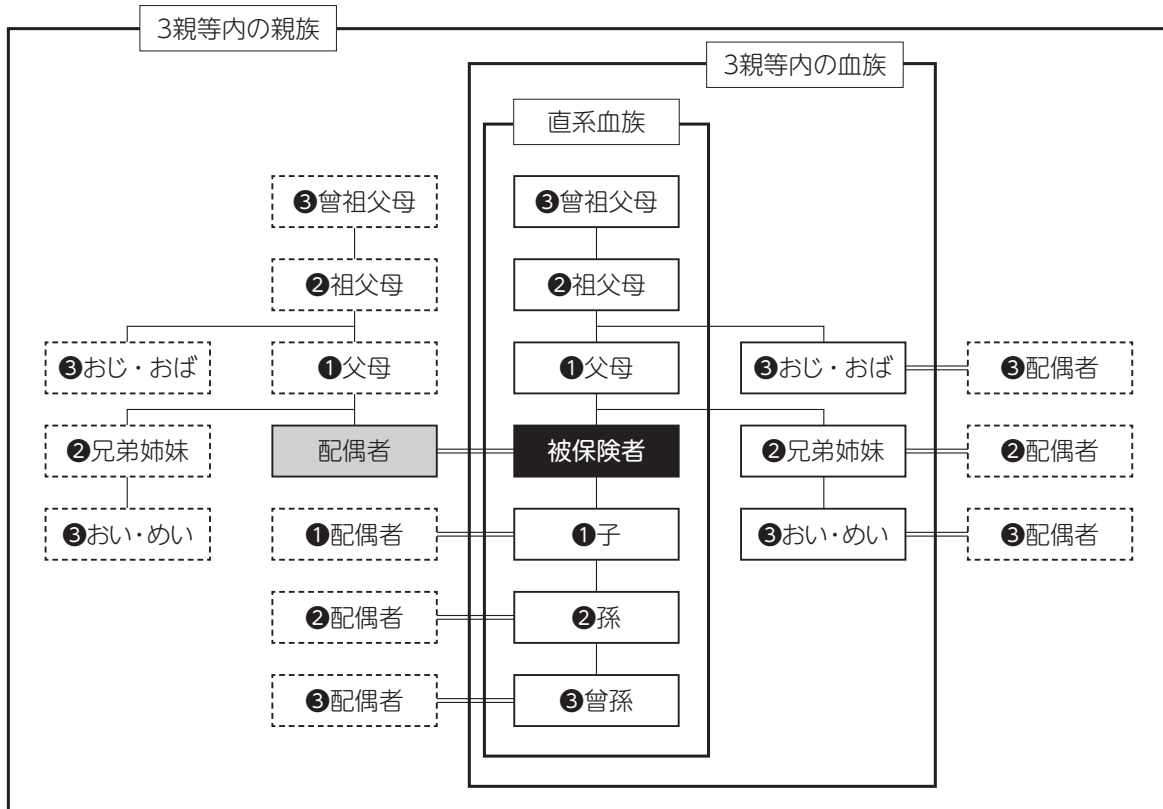 3親等内の親族
3親等内の血族
直系血族
❸曾祖父母
❸曾祖父母
❷祖父母
❷祖父母
❸おじ・おば
❶父母
❶父母
❸おじ・おば
❸配偶者
❷兄弟姉妹
配偶者
被保険者
❷兄弟姉妹
❷配偶者
❸おい・めい
❶配偶者
❶子
❸おい・めい
❸配偶者
❷配偶者
❷孫
❸配偶者
❸曾孫